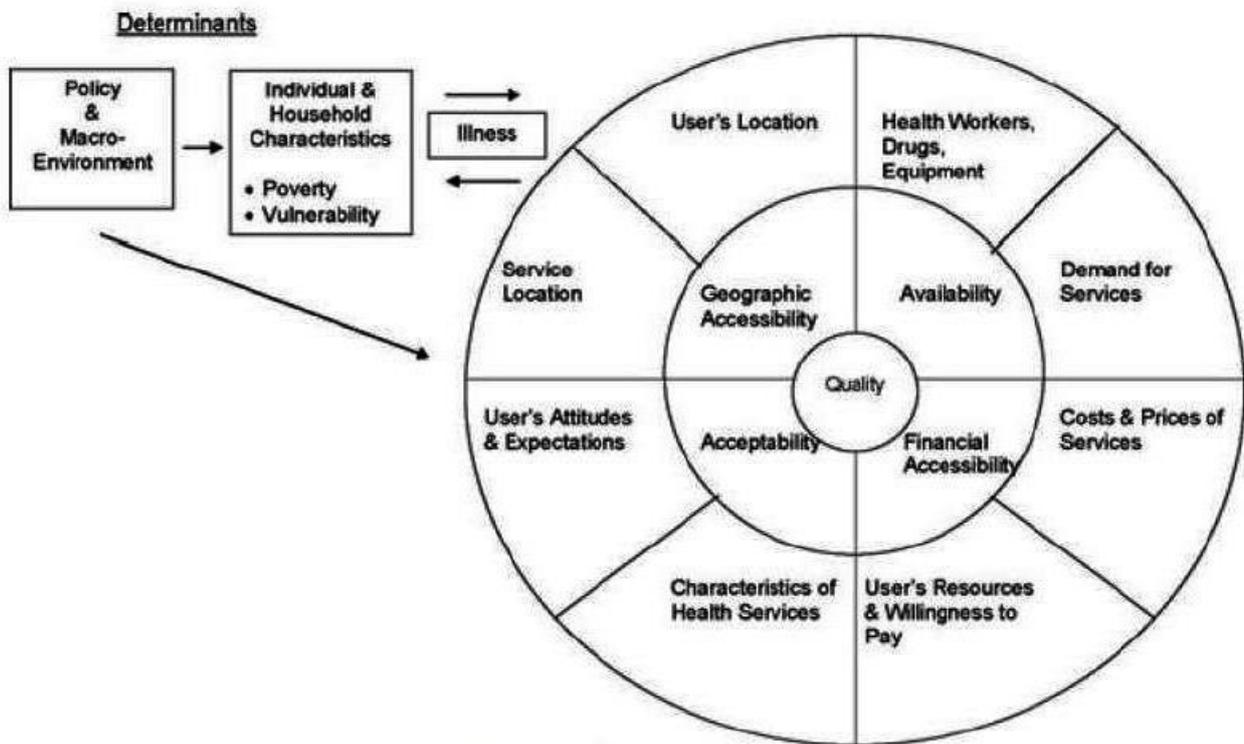 Determinants
Policy
&
Macro-
Environment
Individual &
Household
Characteristics
• Poverty
• Vulnerability
Illness
User's Location
Health Workers,
Drugs,
Equipment
Service
Location
Geographic
Accessibility
Availability
Demand for
Services
Quality
User's Attitudes
& Expectations
Acceptability
Financial
Accessibility
Costs & Prices of
Services
Characteristics of
Health Services
User's Resources
& Willingness to
Pay